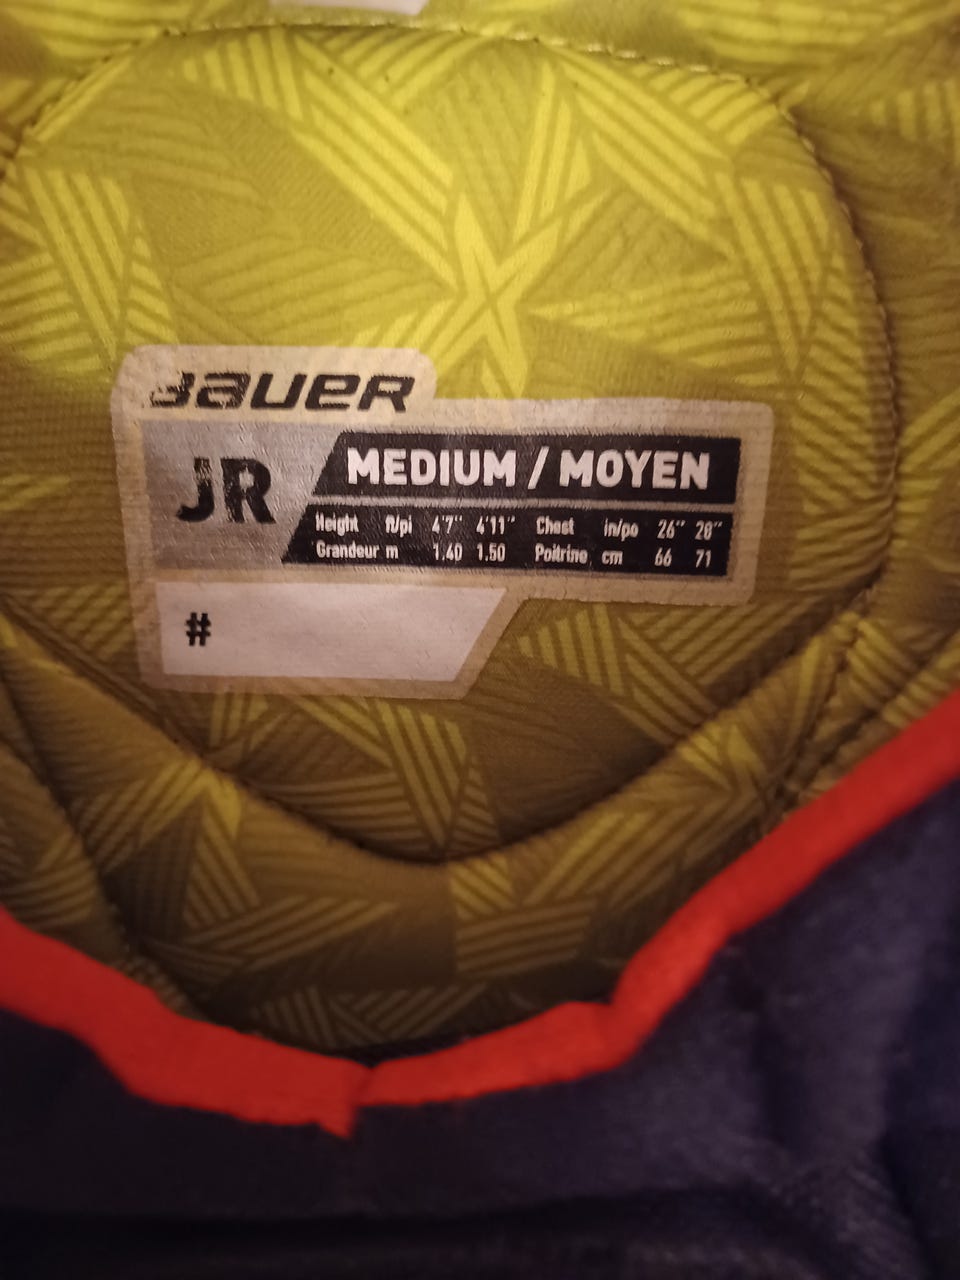 BAUER
JR
MEDIUM / MOYEN
Height ft/pi 4'7" 4'11" Chest in/po 26" 28"
Grandeur m 1.40 1.50 Poitrine cm 66 71
#